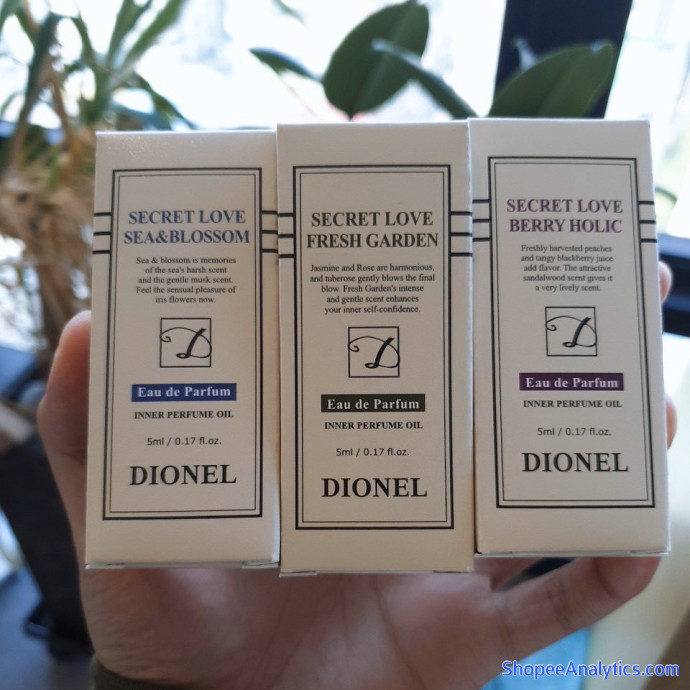 SECRET LOVE
SEA&BLOSSOM
Sea & blossom is memories
of the sea's harsh scent
and the gentle musk scent.
Feel the sensual pleasure of
iris flowers now.
D
Eau de Parfum
INNER PERFUME OIL
5ml / 0.17 fl.oz.
DIONEL
SECRET LOVE
FRESH GARDEN
Jasmine and Rose are harmonious,
and tuberose gently blows the final
blow. Fresh Garden's intense
and gentle scent enhances
your inner self-confidence.
D
Eau de Parfum
INNER PERFUME OIL
5ml / 0.17 fl.oz.
DIONEL
SECRET LOVE
BERRY HOLIC
Freshly harvested peaches
and tangy blackberry juice
add flavor. The attractive
sandalwood scent gives it
a very lively scent.
D
Eau de Parfum
INNER PERFUME OIL
5ml / 0.17 fl.oz.
DIONEL
ShopeeAnalytics.com